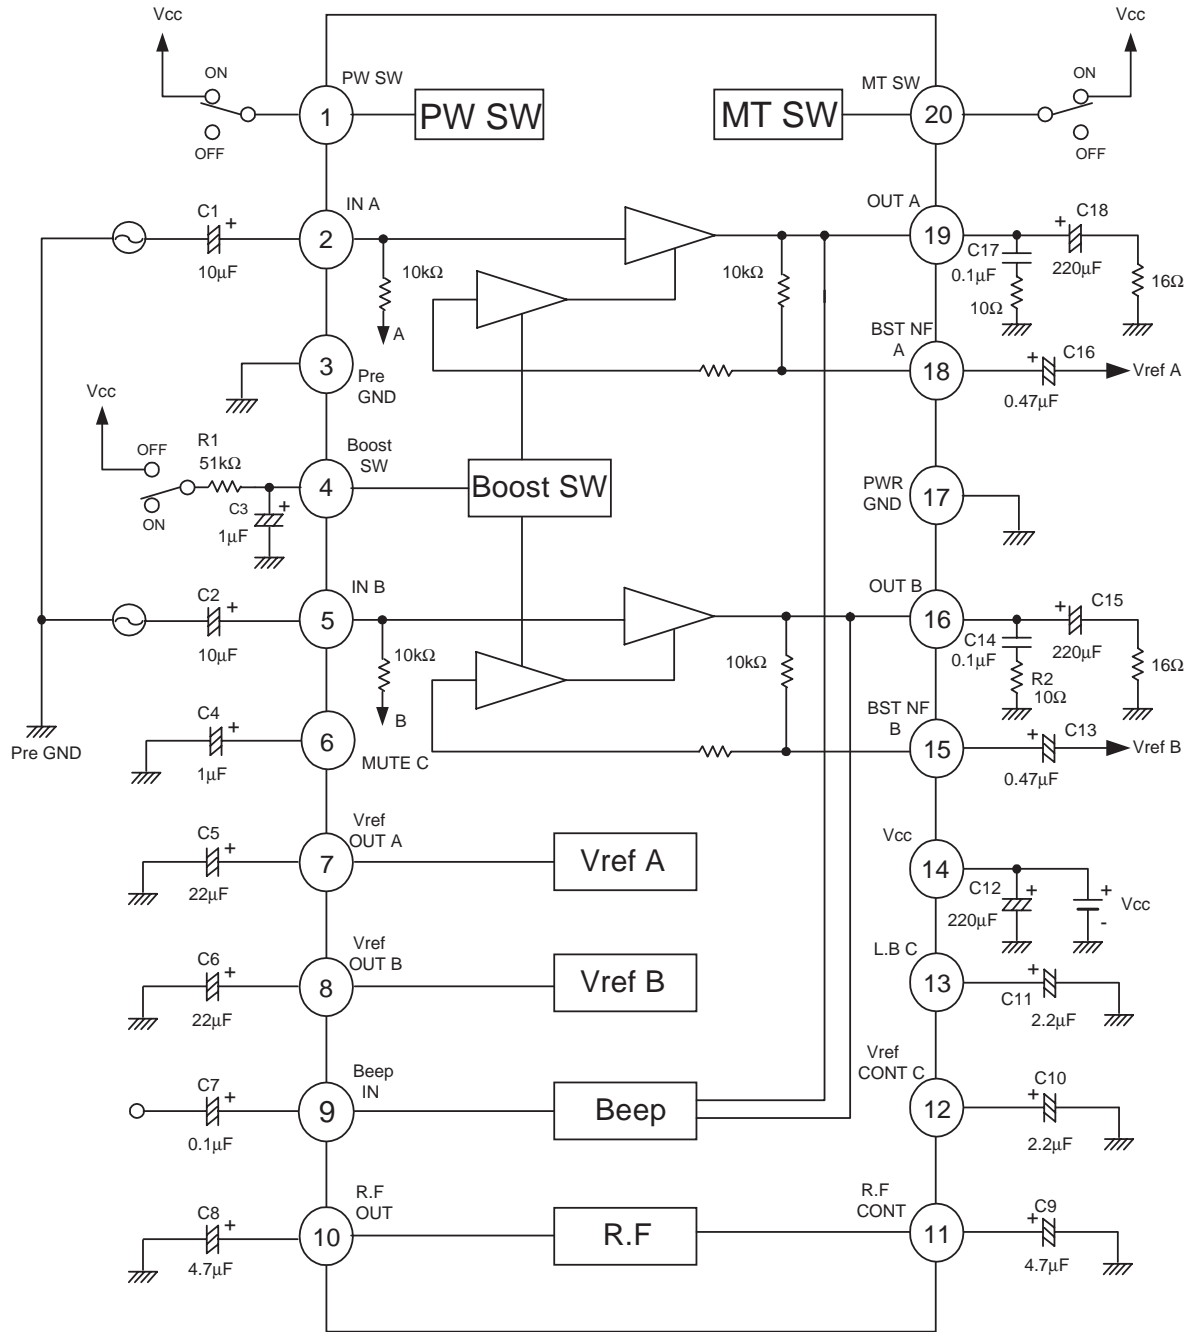 Vcc
Vcc
ON
PW SW
MT SW
ON
1
PW SW
MT SW
20
OFF
OFF
C1
+
IN A
OUT A
+
C18
2
19
10μF
10kΩ
10kΩ
C17
0.1μF
220μF
16Ω
10Ω
A
BST NF
A
3
Pre
GND
18
+
C16
Vref A
0.47μF
Vcc
OFF
R1
51kΩ
Boost
SW
4
Boost SW
PWR
GND
17
ON
C3
+
1μF
C2
+
IN B
OUT B
+
C15
5
16
10μF
10kΩ
10kΩ
C14
0.1μF
220μF
16Ω
R2
10Ω
B
BST NF
B
C4
+
Pre GND
6
15
+
C13
Vref B
1μF
MUTE C
0.47μF
C5
+
Vref
OUT A
Vcc
7
Vref A
14
22μF
C12
+
220μF
+
Vcc
-
C6
+
Vref
OUT B
L.B C
8
Vref B
13
+
22μF
C11
2.2μF
C7
+
Beep
IN
Vref
CONT C
C10
9
Beep
12
+
0.1μF
2.2μF
C8
+
R.F
OUT
R.F
CONT
C9
10
R.F
11
+
4.7μF
4.7μF